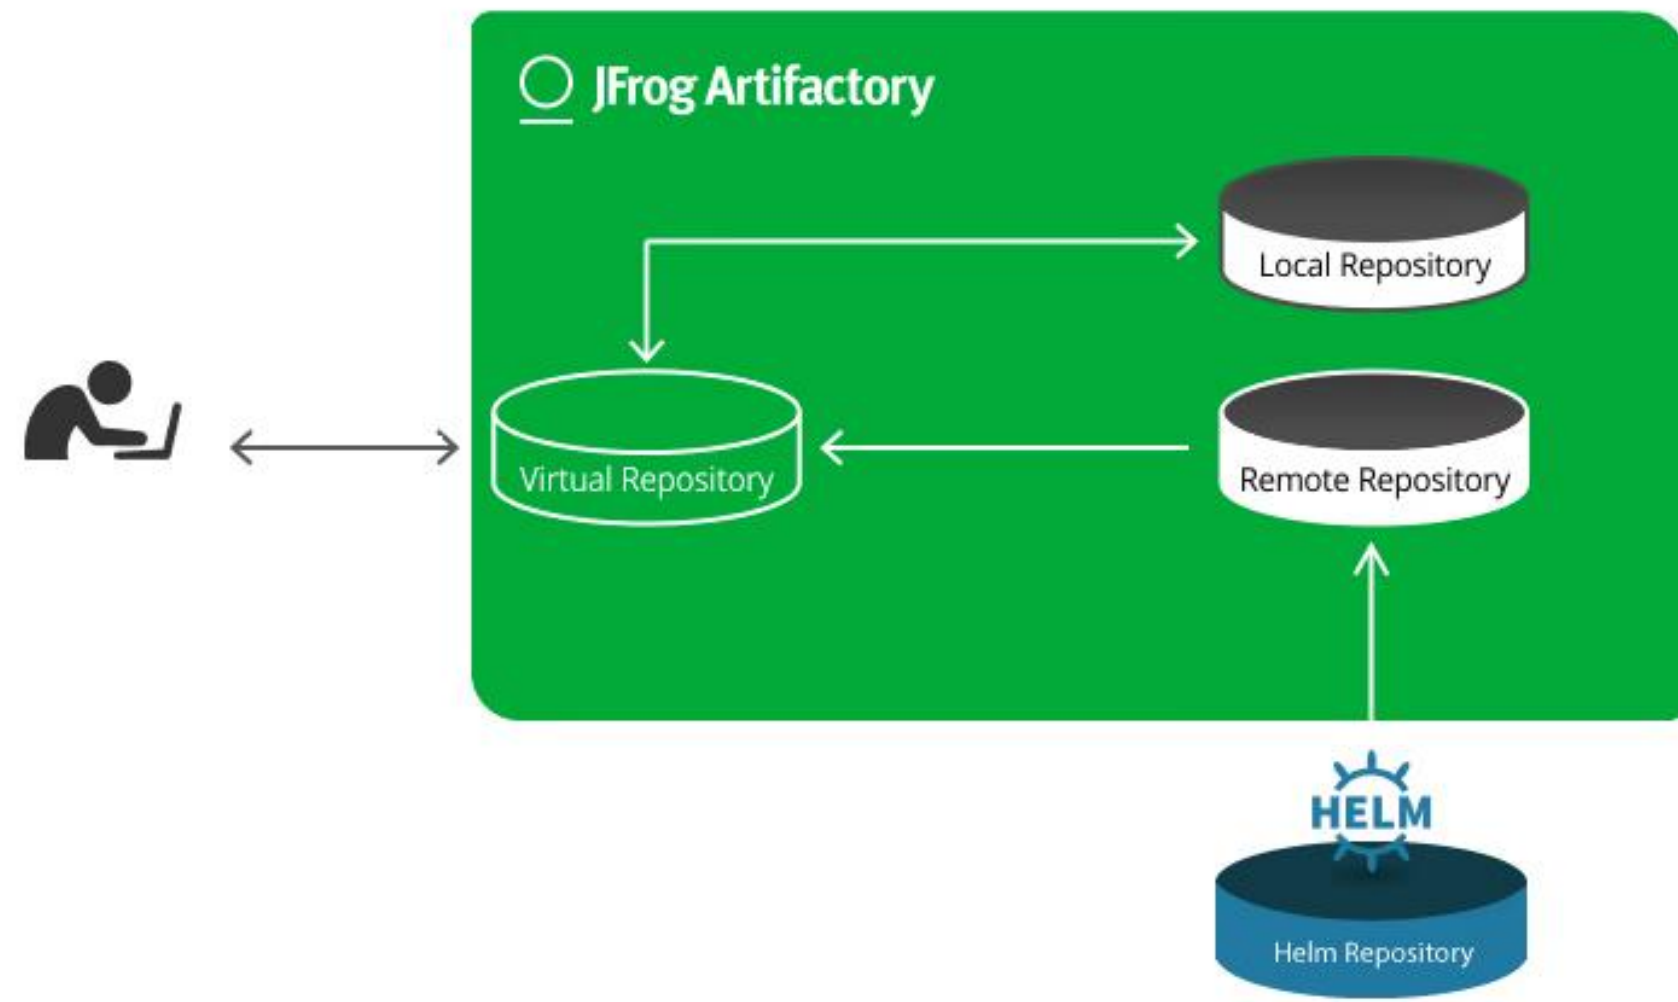 JFrog Artifactory
Local Repository
Virtual Repository
Remote Repository
HELM
Helm Repository